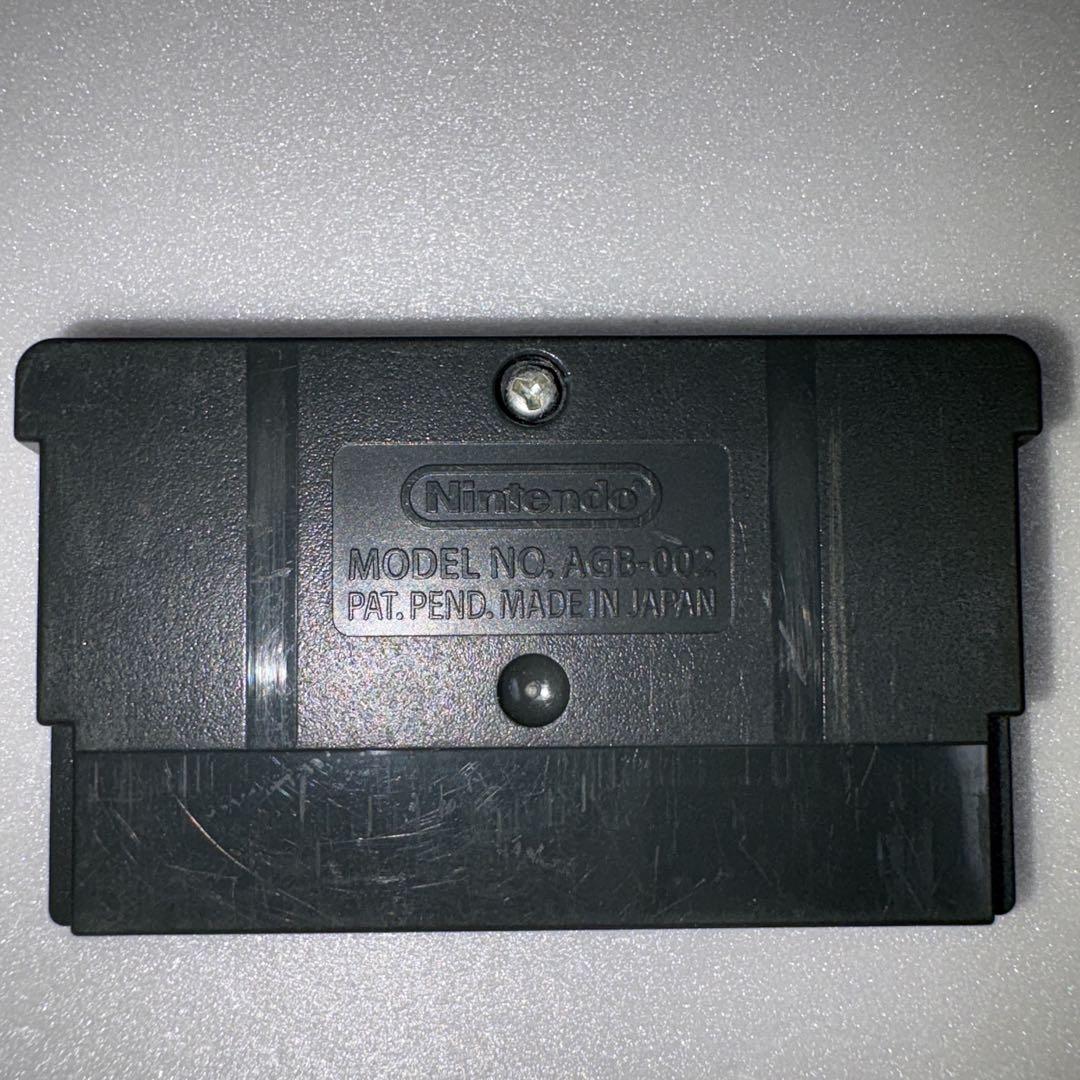 Nintendo
MODEL NO. AGB-002
PAT. PEND. MADE IN JAPAN